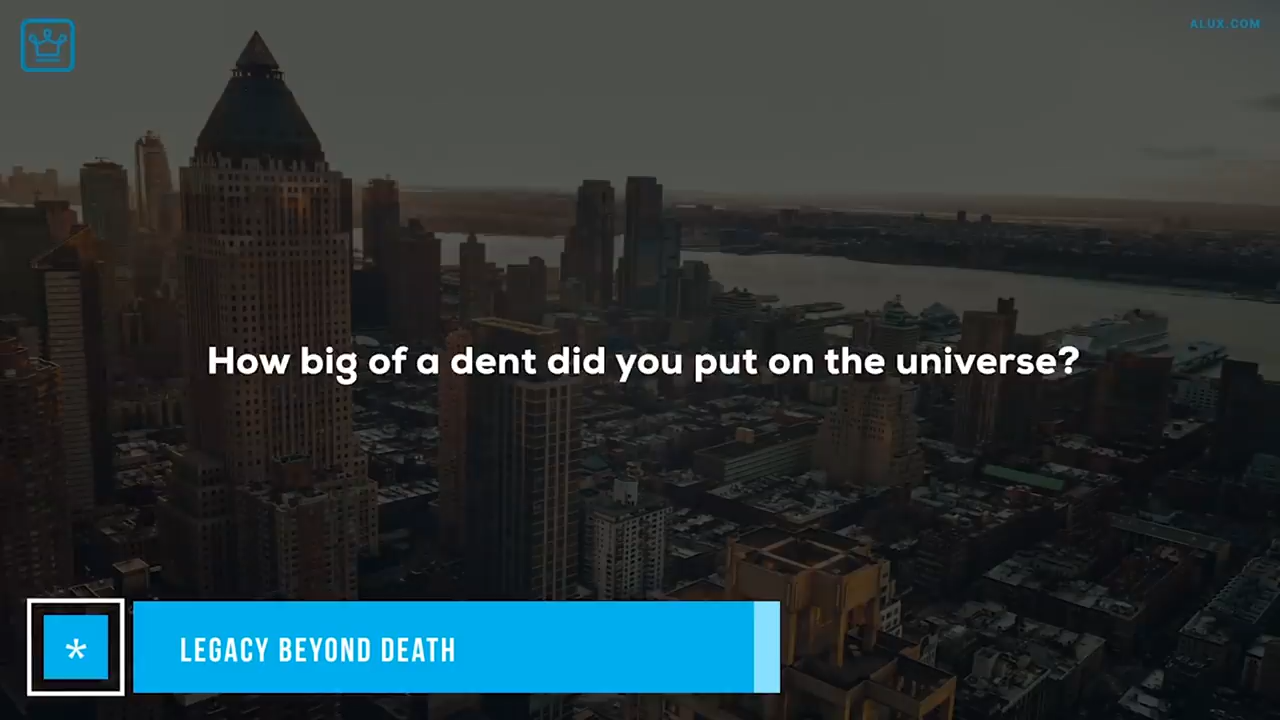 ALUX.COM
How big of a dent did you put on the universe?
* LEGACY BEYOND DEATH